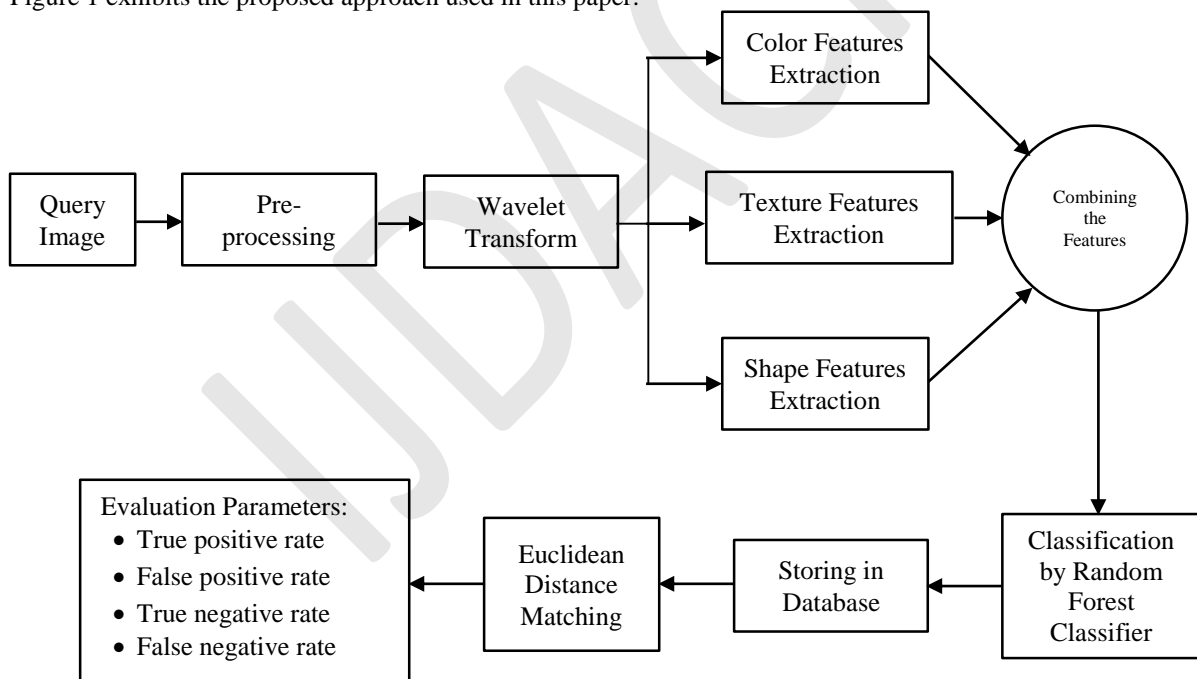 Figure 1 exhibits the proposed approach used in this paper.
Color Features
Extraction
Query
Image
Pre-
processing
Wavelet
Transform
Texture Features
Extraction
Combining
the
Features
Shape Features
Extraction
Evaluation Parameters:
• True positive rate
• False positive rate
• True negative rate
• False negative rate
Euclidean
Distance
Matching
Storing in
Database
Classification
by Random
Forest
Classifier